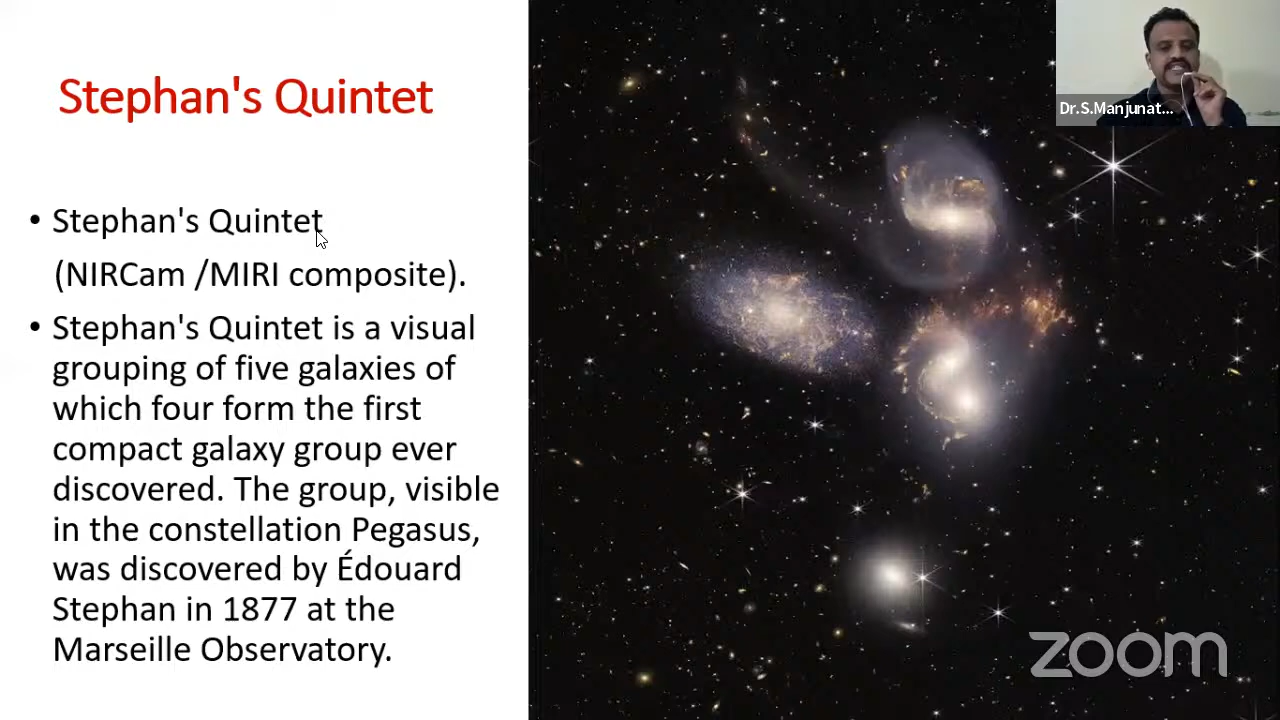 Stephan's Quintet
• Stephan's Quintet
(NIRCam /MIRI composite).
• Stephan's Quintet is a visual
grouping of five galaxies of
which four form the first
compact galaxy group ever
discovered. The group, visible
in the constellation Pegasus,
was discovered by Édouard
Stephan in 1877 at the
Marseille Observatory.
Dr.S.Manjunat...
zoom